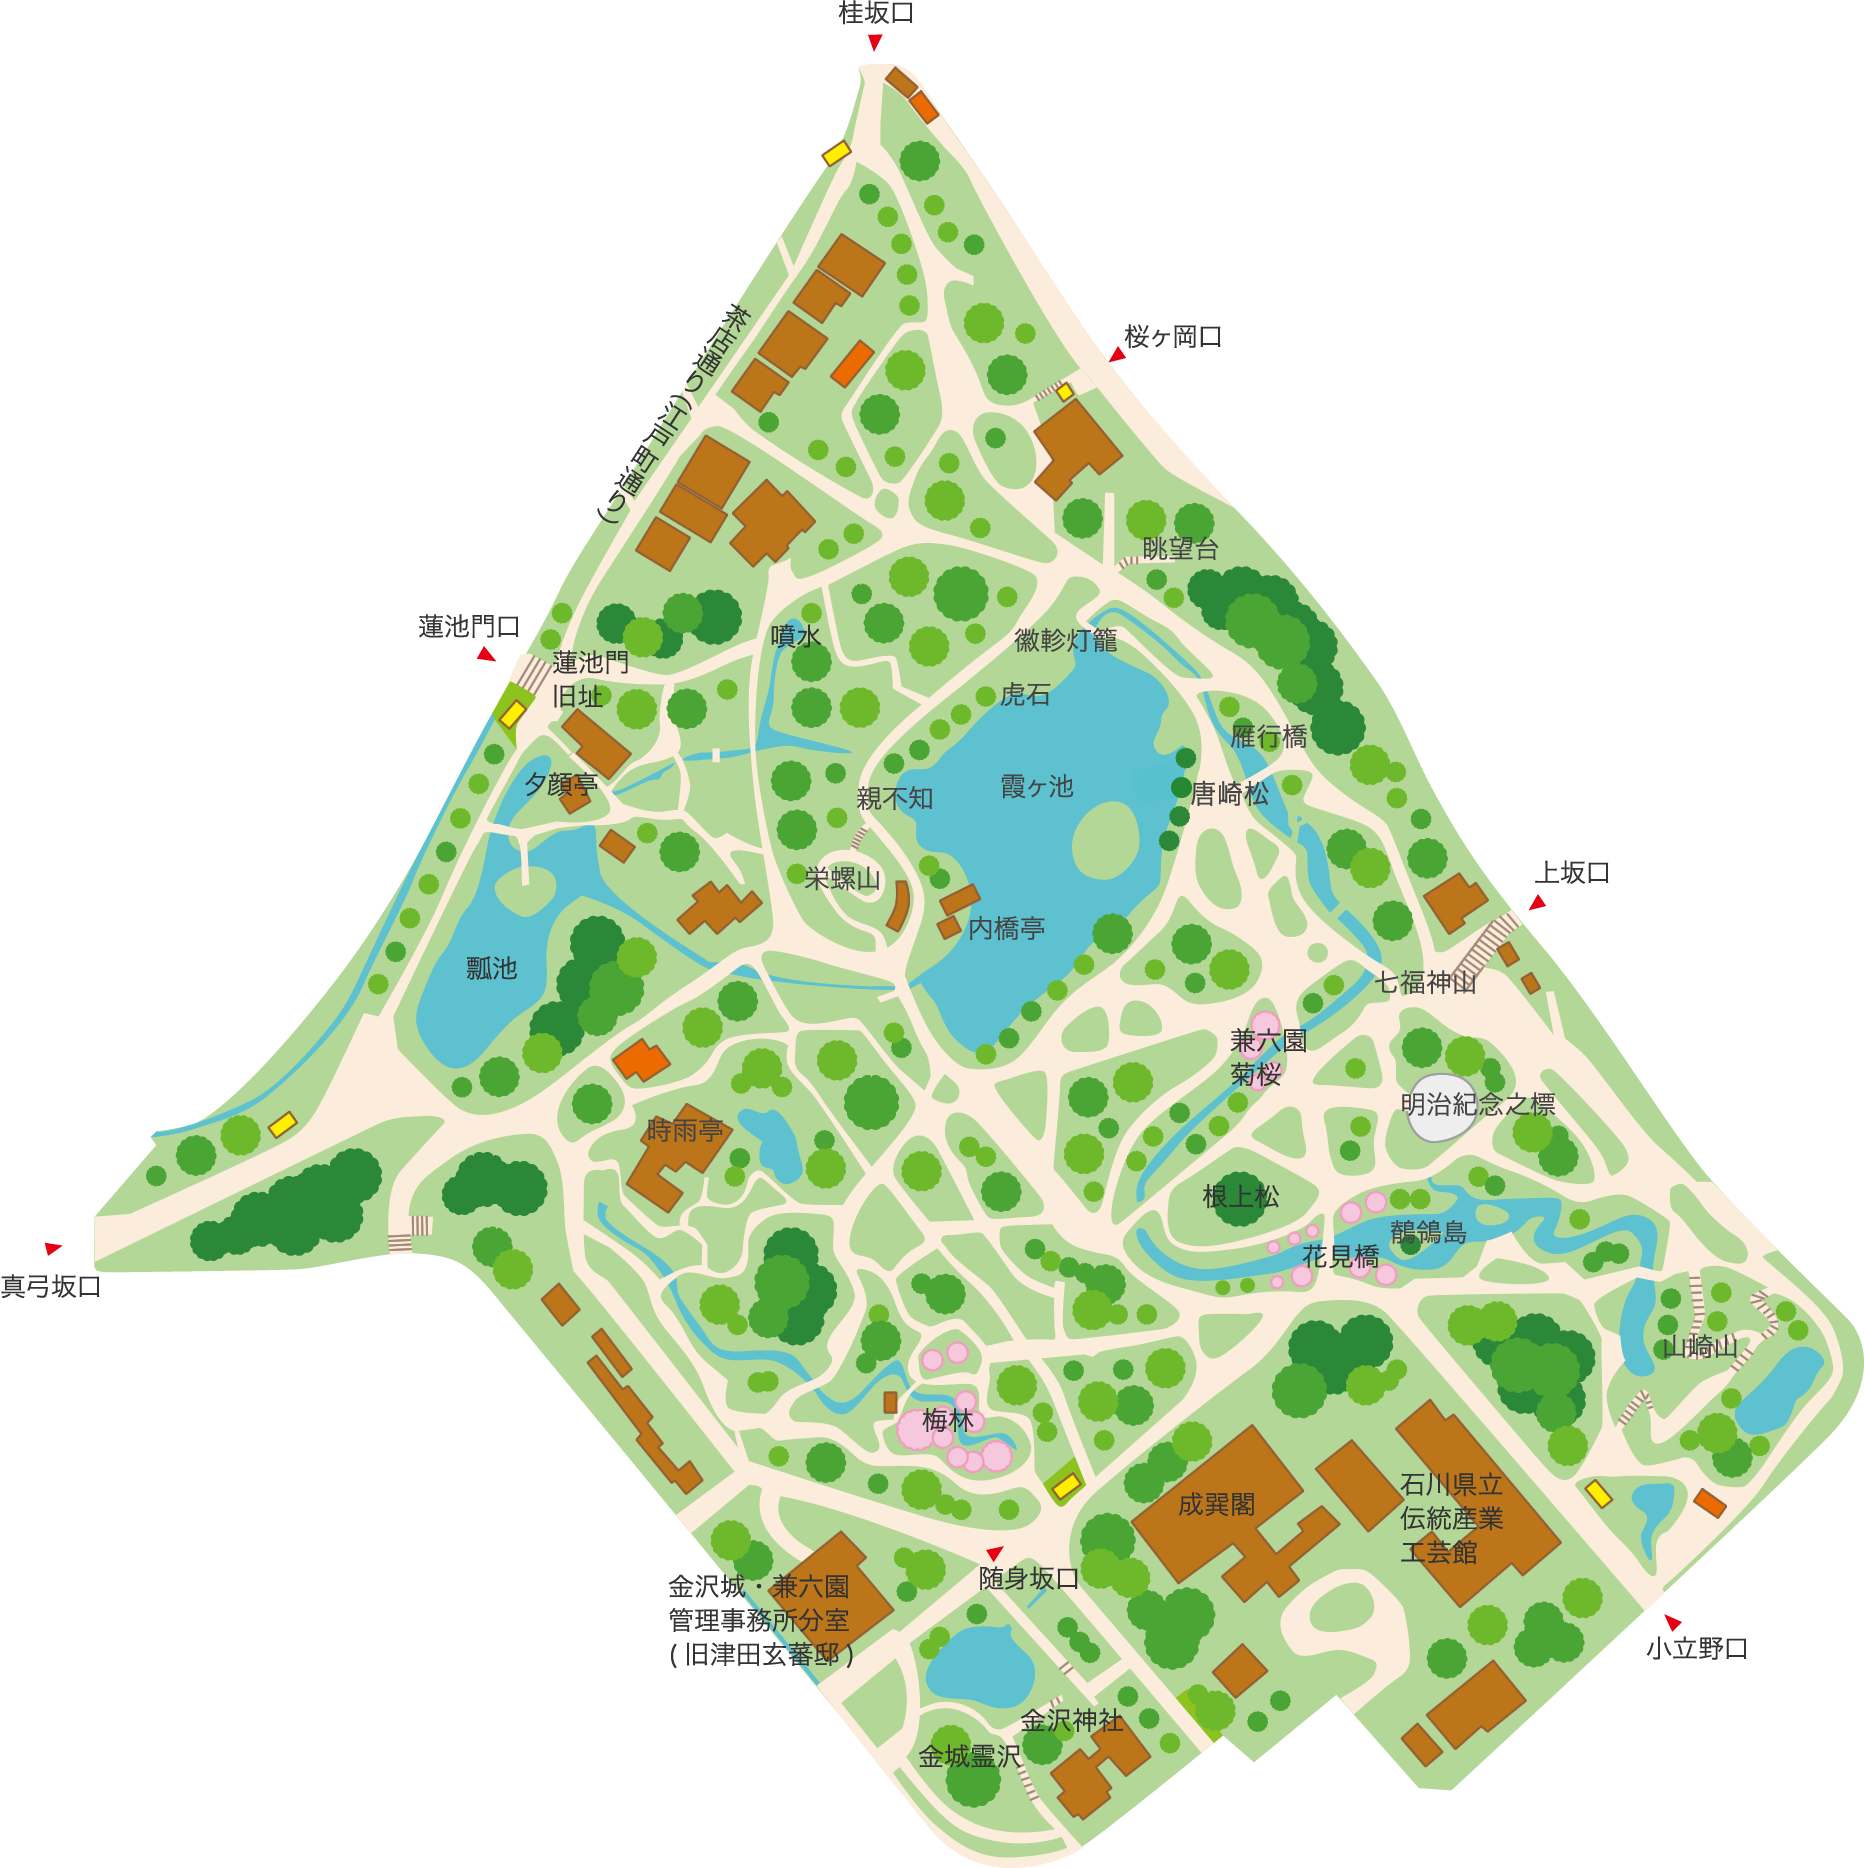 桂坂口
桜ヶ岡口
茶店通り(江戸町通り)
眺望台
蓮池門口
噴水
徽軫灯籠
蓮池門
旧址
虎石
雁行橋
夕顔亭
霞ヶ池
唐崎松
親不知
上坂口
栄螺山
内橋亭
瓢池
七福神山
兼六園
菊桜
明治紀念之標
時雨亭
根上松
鶺鴒島
花見橋
真弓坂口
山崎山
梅林
石川県立
伝統産業
工芸館
成巽閣
随身坂口
金沢城・兼六園
管理事務所分室
( 旧津田玄蕃邸 )
小立野口
金沢神社
金城霊沢